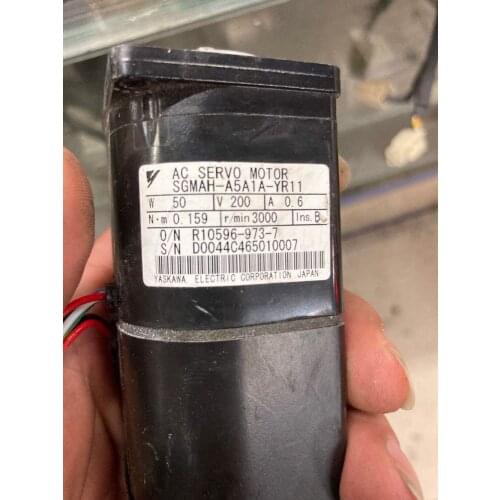 AC SERVO MOTOR
SGMAH-A5A1A-YR11
W 50 V 200 A 0.6
N·m 0.159 r/min 3000 Ins. B
O/N R10596-973-7
S/N D0044C465010007
YASKAWA ELECTRIC CORPORATION JAPAN